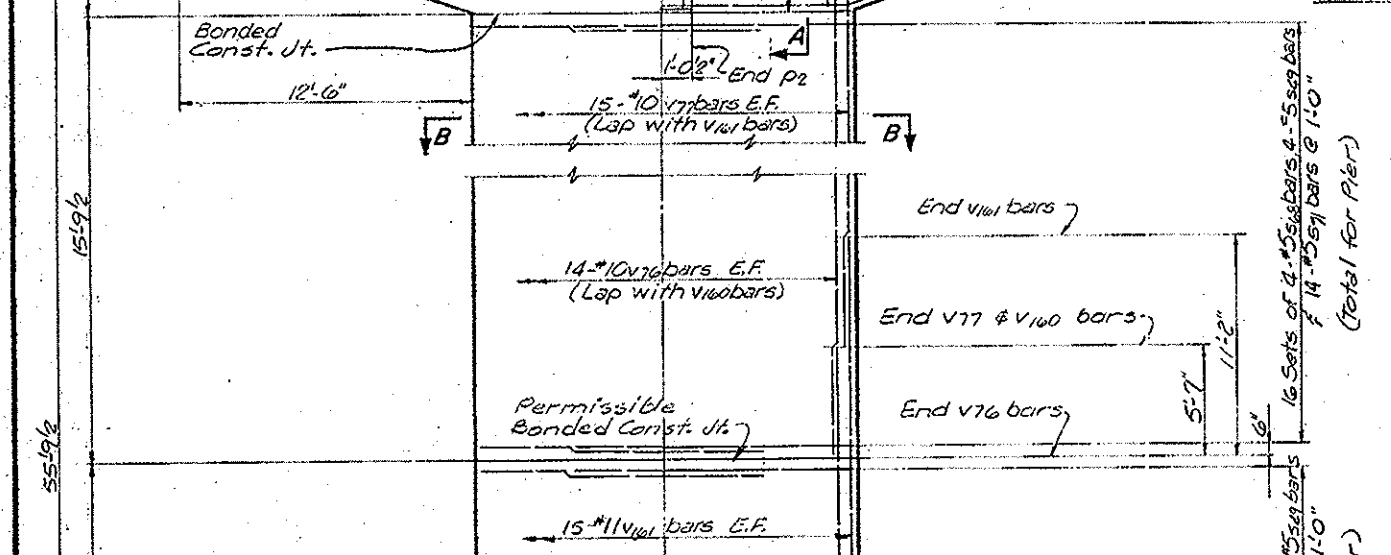 Bonded
Const. Jt.
A
1'-0½"
End p2
12'-6"
15-#10 v77 bars E.F.
(Lap with v161 bars)
B
B
15'-9½
End v161 bars
14-#10 v76 bars E.F.
(Lap with v160 bars)
End v77 & v160 bars
11'-2"
5'-7"
Permissible
Bonded Const. Jt.
End v76 bars
6"
55'-9½
15-#11 v161 bars E.F.
16 Sets of 4-#5 bars, 4-#5 bars
& 14-#5 s71 bars @ 1'-0"
(Total for Pier)
bars
1'-0"